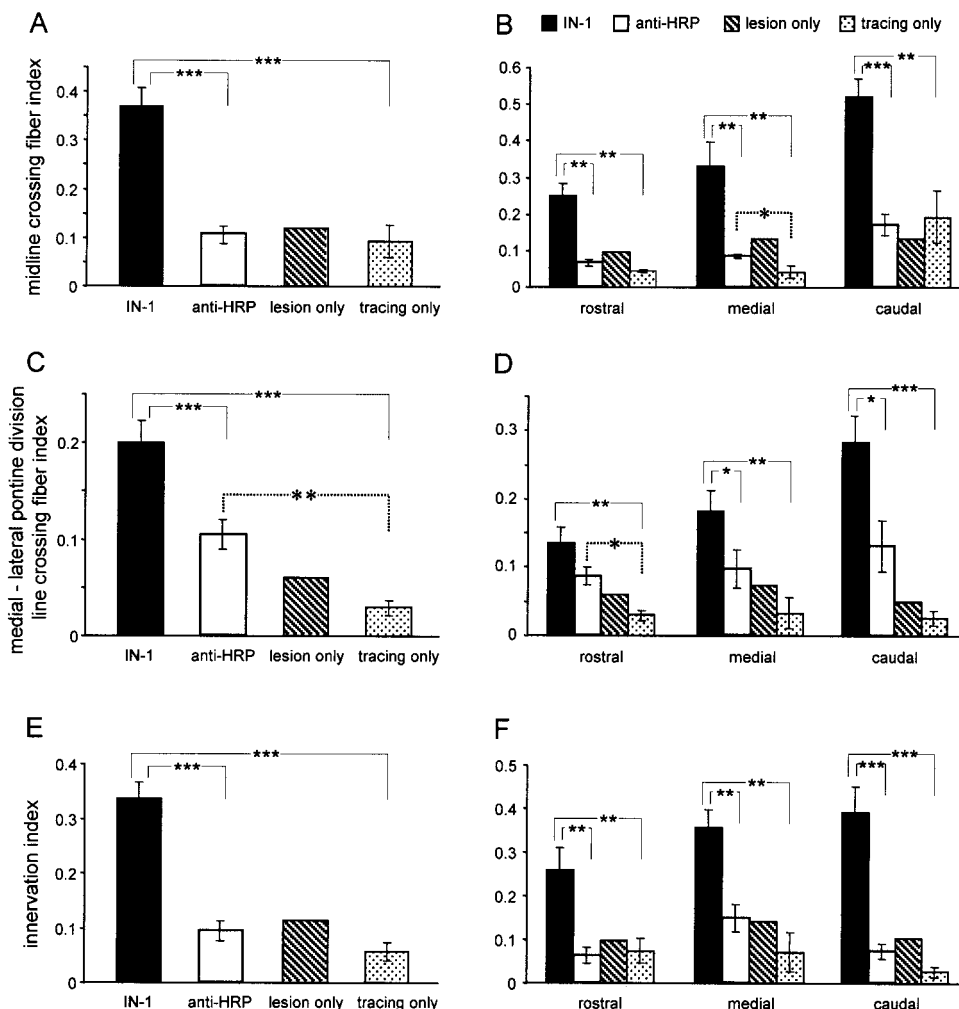 A
midline crossing fiber index
0.4
0.3
0.2
0.1
0
***
***
IN-1
anti-HRP
lesion only
tracing only
B
IN-1
anti-HRP
lesion only
tracing only
0.6
0.5
0.4
0.3
0.2
0.1
0
**
**
**
**
*
**
***
rostral
medial
caudal
C
medial - lateral pontine division
line crossing fiber index
0.2
0.1
0
***
***
**
IN-1
anti-HRP
lesion only
tracing only
D
0.3
0.2
0.1
0
**
*
**
*
***
*
rostral
medial
caudal
E
innervation index
0.4
0.3
0.2
0.1
0
***
***
IN-1
anti-HRP
lesion only
tracing only
F
0.5
0.4
0.3
0.2
0.1
0
**
**
**
**
***
***
rostral
medial
caudal